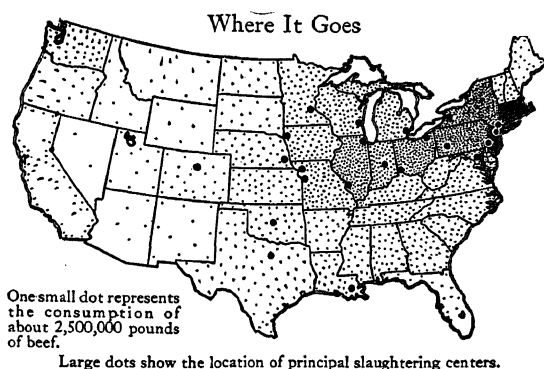 Where It Goes
One small dot represents
the consumption of
about 2,500,000 pounds
of beef.
Large dots show the location of principal slaughtering centers.